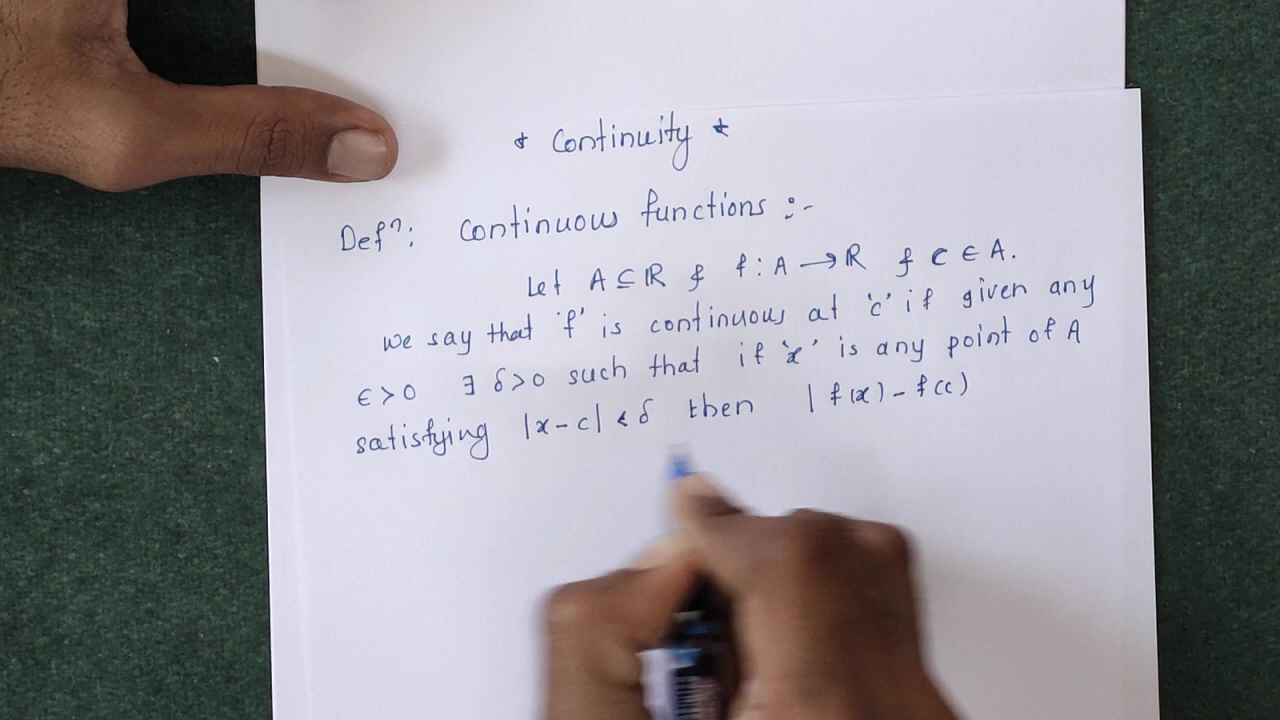 * Continuity *
Defⁿ: Continuous functions :-
Let A ⊆ ℝ & f : A → ℝ & c ∈ A.
we say that 'f' is continuous at 'c' if given any
ϵ > 0 ∃ δ > 0 such that if 'x' is any point of A
satisfying |x - c| < δ then | f(x) - f(c)